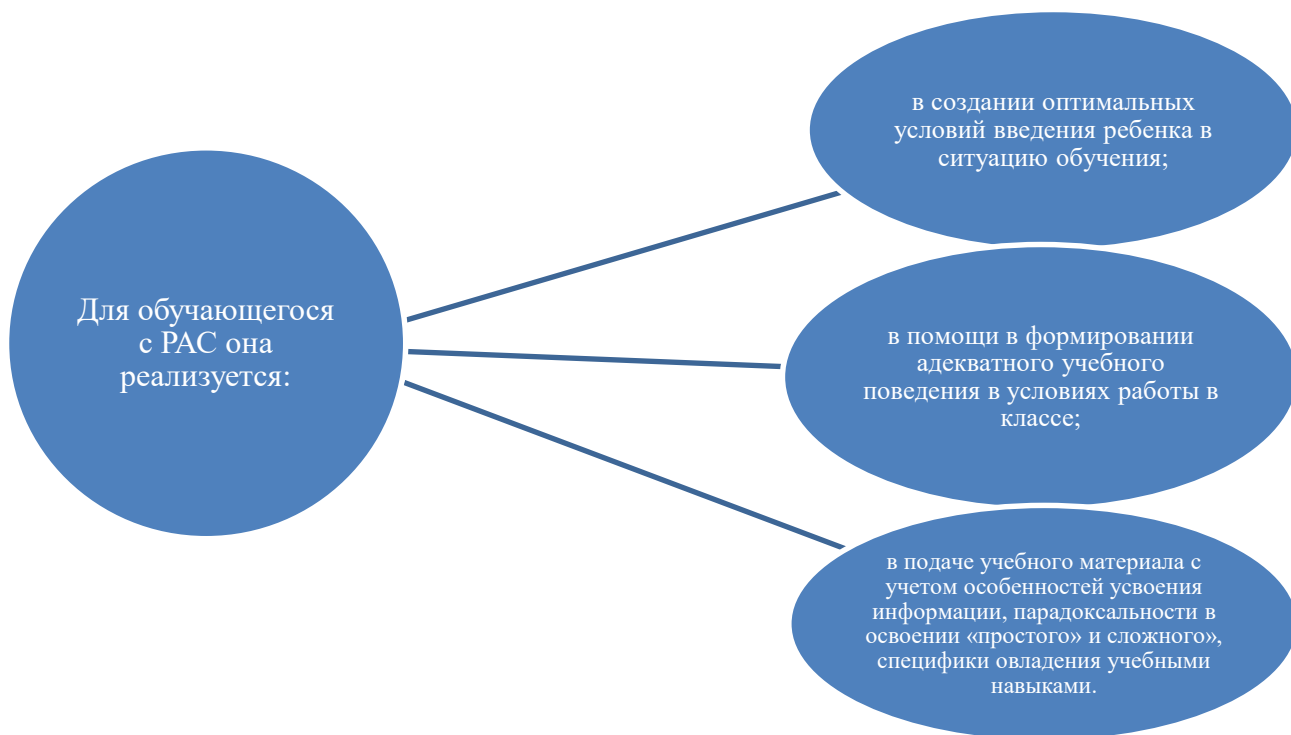 в создании оптимальных
условий введения ребенка в
ситуацию обучения;
Для обучающегося
с РАС она
реализуется:
в помощи в формировании
адекватного учебного
поведения в условиях работы в
классе;
в подаче учебного материала с
учетом особенностей усвоения
информации, парадоксальности в
освоении «простого» и сложного»,
специфики овладения учебными
навыками.